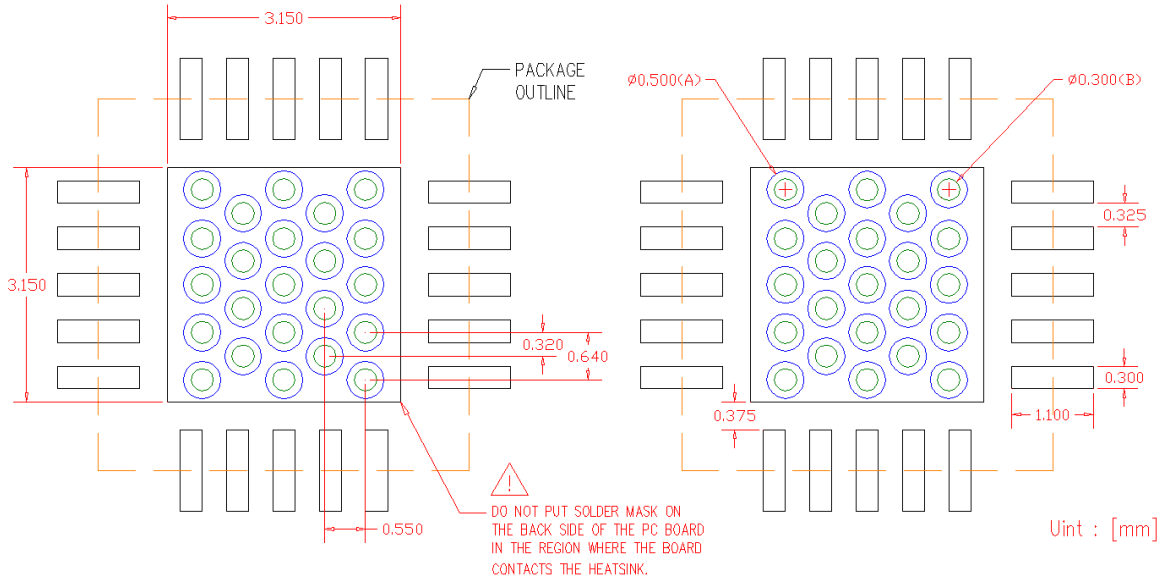 3.150
PACKAGE
OUTLINE
Ø0.500(A)
Ø0.300(B)
0.325
3.150
0.320
0.640
0.300
0.375
1.100
!
0.550
DO NOT PUT SOLDER MASK ON
THE BACK SIDE OF THE PC BOARD
IN THE REGION WHERE THE BOARD
CONTACTS THE HEATSINK.
Uint : [mm]